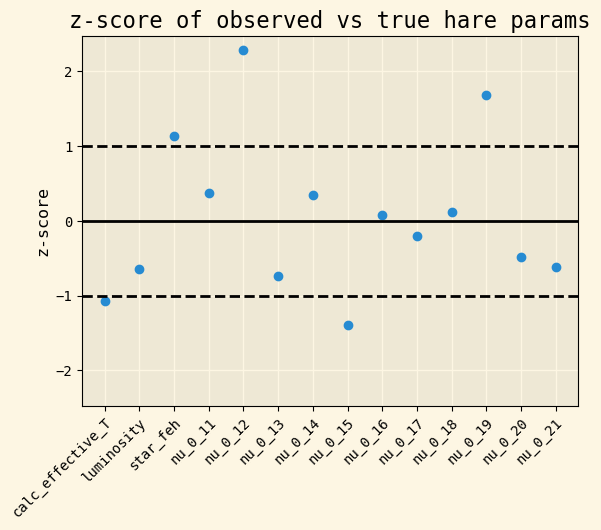 z-score of observed vs true hare params
z-score
2
1
0
−1
−2
calc_effective_T
luminosity
star_feh
nu_0_11
nu_0_12
nu_0_13
nu_0_14
nu_0_15
nu_0_16
nu_0_17
nu_0_18
nu_0_19
nu_0_20
nu_0_21